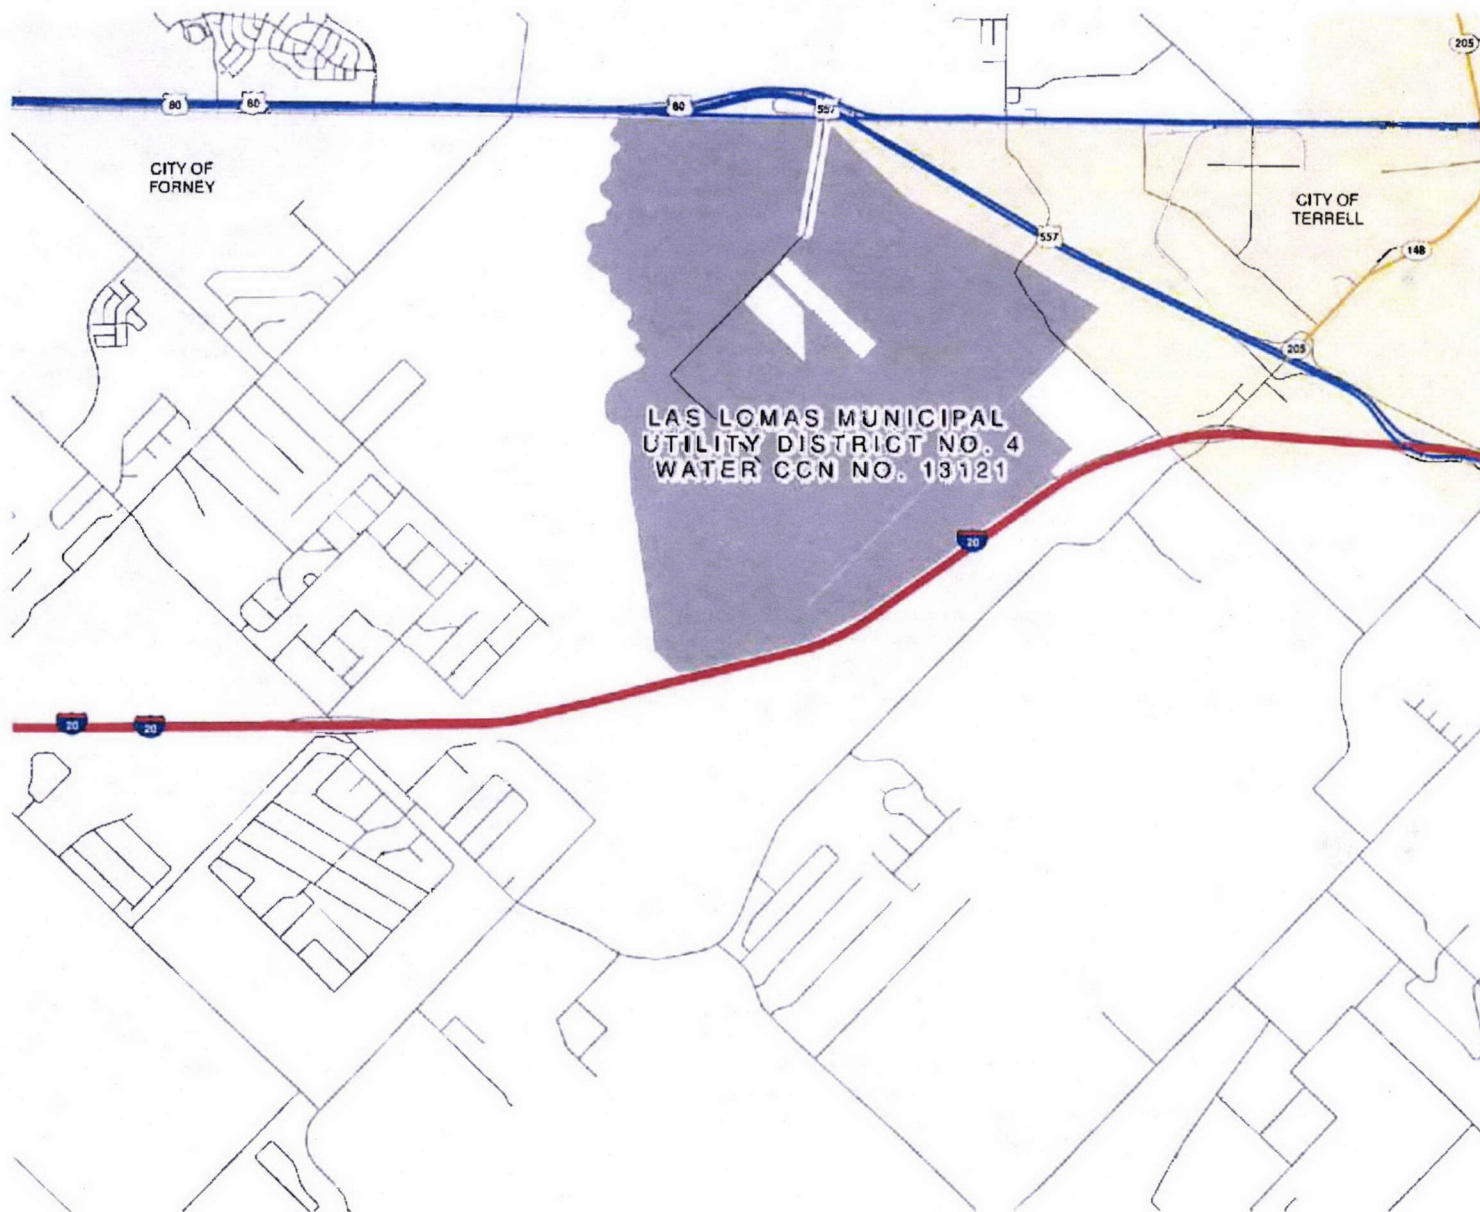 205
80
80
80
557
CITY OF
FORNEY
CITY OF
TERRELL
557
148
205
LAS LOMAS MUNICIPAL
UTILITY DISTRICT NO. 4
WATER CCN NO. 13121
20
20
20